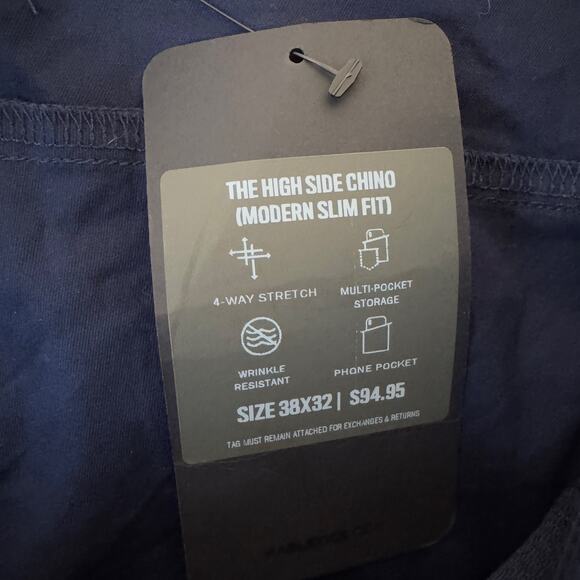 THE HIGH SIDE CHINO
(MODERN SLIM FIT)
4-WAY STRETCH
MULTI-POCKET
STORAGE
WRINKLE
RESISTANT
PHONE POCKET
SIZE 38X32 | $94.95
TAG MUST REMAIN ATTACHED FOR EXCHANGES & RETURNS